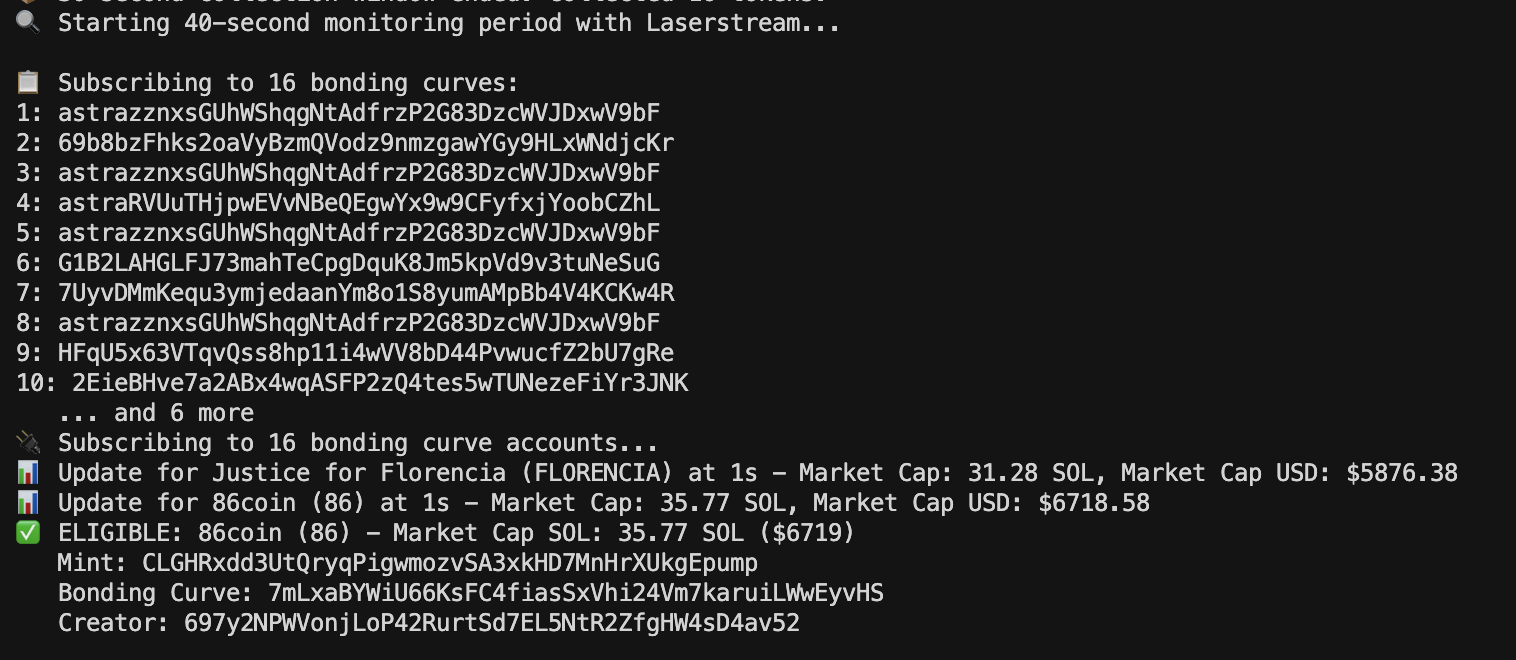 🔍 Starting 40-second monitoring period with Laserstream...
📋 Subscribing to 16 bonding curves:
1: astrazznxsGUhWShqgNtAdfrzP2G83DzcWVJDxwV9bF
2: 69b8bzFhks2oaVyBzmQVodz9nmzgawYGy9HLxWNdjcKr
3: astrazznxsGUhWShqgNtAdfrzP2G83DzcWVJDxwV9bF
4: astraRVUuTHjpwEVvNBeQEgwYx9w9CFyfxjYoobCZhL
5: astrazznxsGUhWShqgNtAdfrzP2G83DzcWVJDxwV9bF
6: G1B2LAHGLFJ73mahTeCpgDquK8Jm5kpVd9v3tuNeSuG
7: 7UyvDMmKequ3ymjedaanYm8o1S8yumAMpBb4V4KCKw4R
8: astrazznxsGUhWShqgNtAdfrzP2G83DzcWVJDxwV9bF
9: HFqU5x63VTqvQss8hp11i4wVV8bD44PvwucfZ2bU7gRe
10: 2EieBHve7a2ABx4wqASFP2zQ4tes5wTUNezeFiYr3JNK
... and 6 more
🔌 Subscribing to 16 bonding curve accounts...
📊 Update for Justice for Florencia (FLORENCIA) at 1s - Market Cap: 31.28 SOL, Market Cap USD: $5876.38
📊 Update for 86coin (86) at 1s - Market Cap: 35.77 SOL, Market Cap USD: $6718.58
✅ ELIGIBLE: 86coin (86) - Market Cap SOL: 35.77 SOL ($6719)
Mint: CLGHRxdd3UtQryqPigwmozvSA3xkHD7MnHrXUkgEpump
Bonding Curve: 7mLxaBYWiU66KsFC4fiasSxVhi24Vm7karuiLWwEyvHS
Creator: 697y2NPWVonjLoP42RurtSd7EL5NtR2ZfgHW4sD4av52